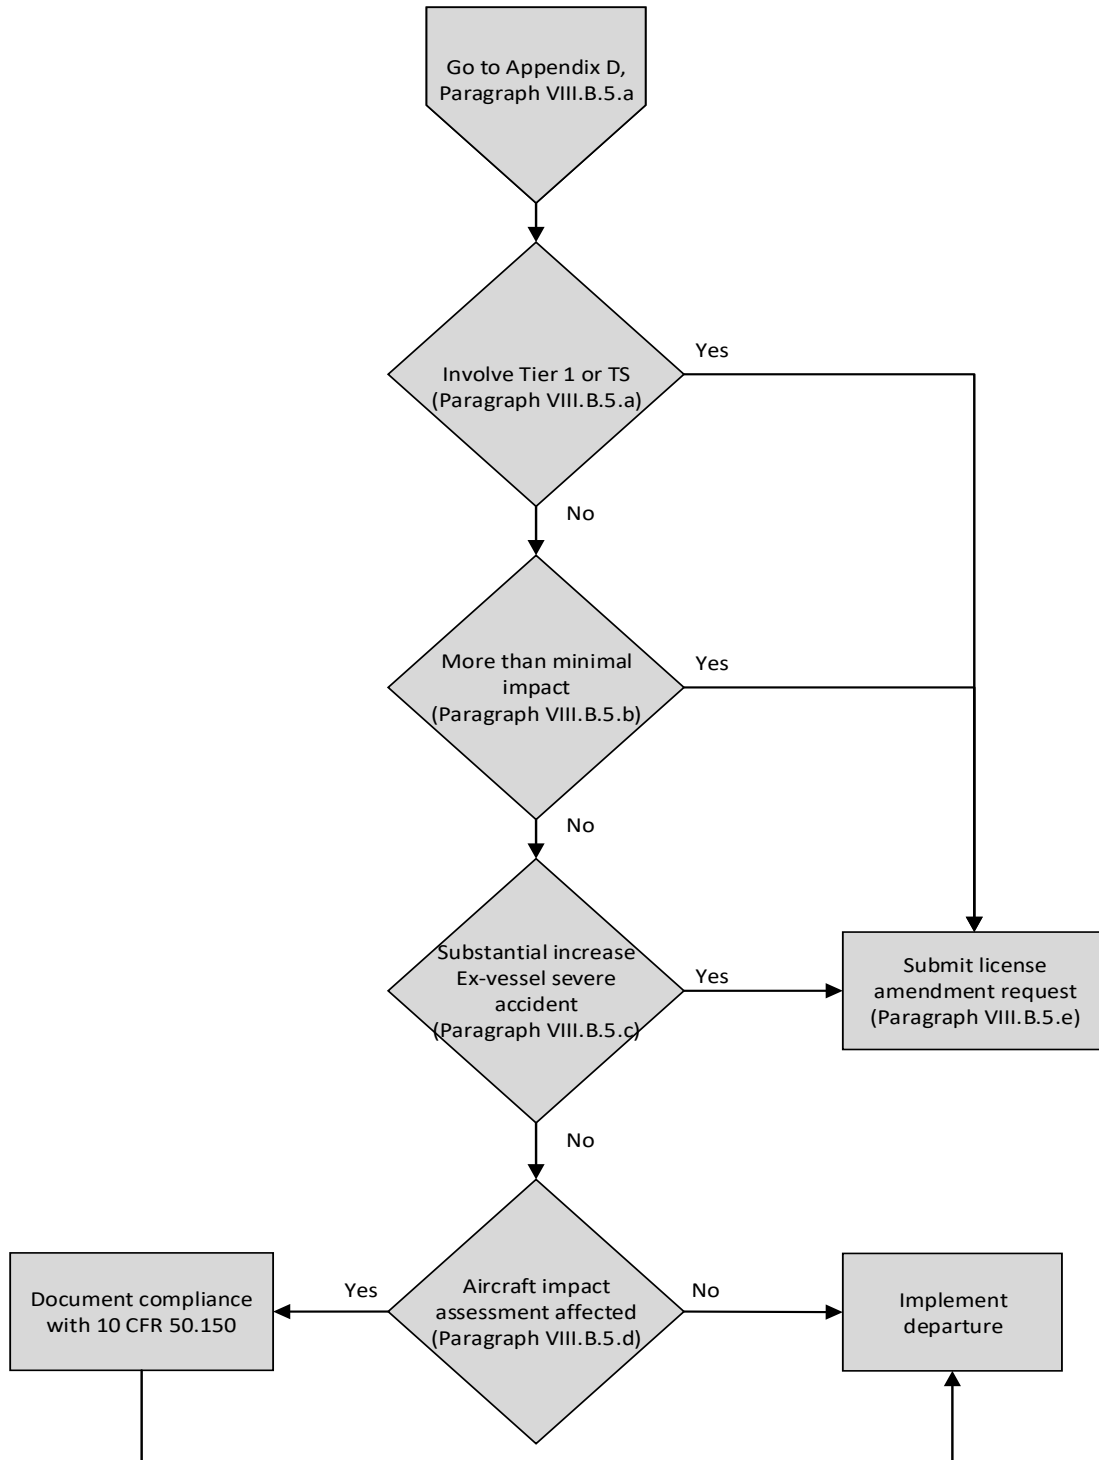 Go to Appendix D,
Paragraph VIII.B.5.a
Involve Tier 1 or TS
(Paragraph VIII.B.5.a)
Yes
No
More than minimal
impact
(Paragraph VIII.B.5.b)
Yes
No
Substantial increase
Ex-vessel severe
accident
(Paragraph VIII.B.5.c)
Yes
Submit license
amendment request
(Paragraph VIII.B.5.e)
No
Document compliance
with 10 CFR 50.150
Yes
Aircraft impact
assessment affected
(Paragraph VIII.B.5.d)
No
Implement
departure